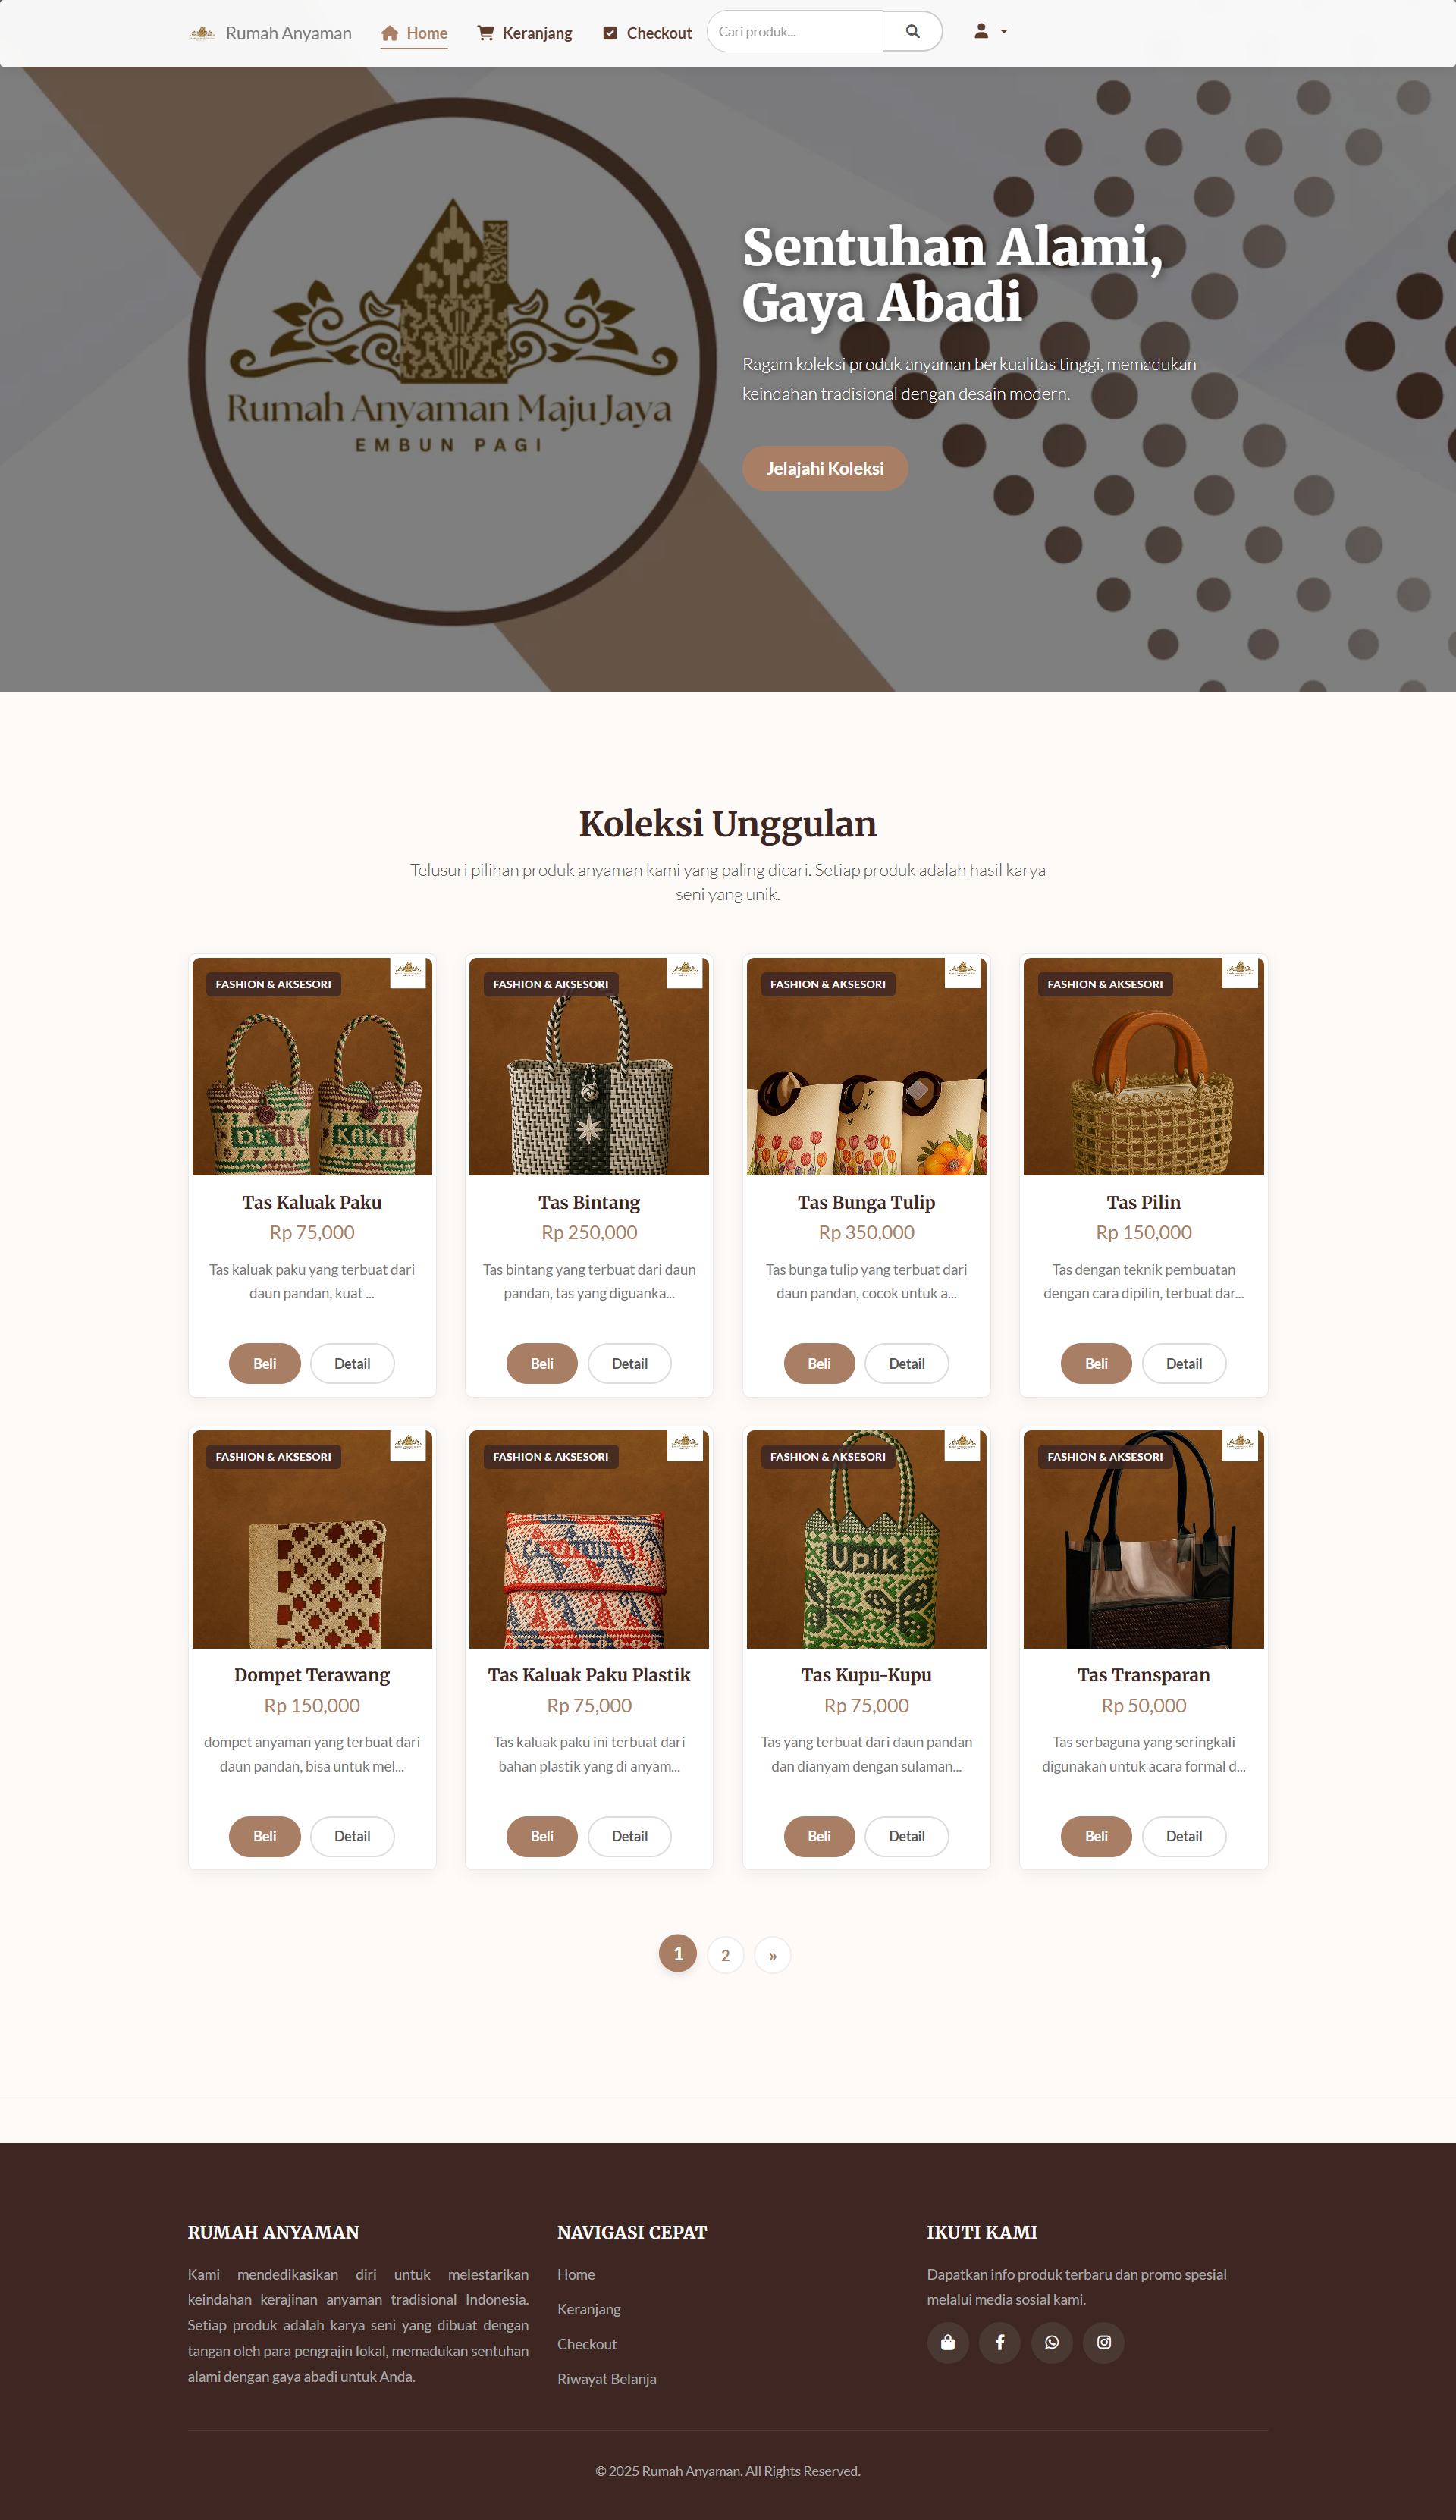 Rumah Anyaman
Home
Keranjang
Checkout
Cari produk...
Rumah Anyaman Maju Jaya
EMBUN PAGI
Sentuhan Alami,
Gaya Abadi
Ragam koleksi produk anyaman berkualitas tinggi, memadukan
keindahan tradisional dengan desain modern.
Jelajahi Koleksi
Koleksi Unggulan
Telusuri pilihan produk anyaman kami yang paling dicari. Setiap produk adalah hasil karya
seni yang unik.
FASHION & AKSESORI
KAKAK
Tas Kaluak Paku
Rp 75,000
Tas kaluak paku yang terbuat dari
daun pandan, kuat ...
Beli
Detail
FASHION & AKSESORI
Tas Bintang
Rp 250,000
Tas bintang yang terbuat dari daun
pandan, tas yang diguanka...
Beli
Detail
FASHION & AKSESORI
Tas Bunga Tulip
Rp 350,000
Tas bunga tulip yang terbuat dari
daun pandan, cocok untuk a...
Beli
Detail
FASHION & AKSESORI
Tas Pilin
Rp 150,000
Tas dengan teknik pembuatan
dengan cara dipilin, terbuat dar...
Beli
Detail
FASHION & AKSESORI
Dompet Terawang
Rp 150,000
dompet anyaman yang terbuat dari
daun pandan, bisa untuk mel...
Beli
Detail
FASHION & AKSESORI
Tas Kaluak Paku Plastik
Rp 75,000
Tas kaluak paku ini terbuat dari
bahan plastik yang di anyam...
Beli
Detail
FASHION & AKSESORI
Upik
Tas Kupu-Kupu
Rp 75,000
Tas yang terbuat dari daun pandan
dan dianyam dengan sulaman...
Beli
Detail
FASHION & AKSESORI
Tas Transparan
Rp 50,000
Tas serbaguna yang seringkali
digunakan untuk acara formal d...
Beli
Detail
1
2
»
RUMAH ANYAMAN
Kami mendedikasikan diri untuk melestarikan
keindahan kerajinan anyaman tradisional Indonesia.
Setiap produk adalah karya seni yang dibuat dengan
tangan oleh para pengrajin lokal, memadukan sentuhan
alami dengan gaya abadi untuk Anda.
NAVIGASI CEPAT
Home
Keranjang
Checkout
Riwayat Belanja
IKUTI KAMI
Dapatkan info produk terbaru dan promo spesial
melalui media sosial kami.
© 2025 Rumah Anyaman. All Rights Reserved.